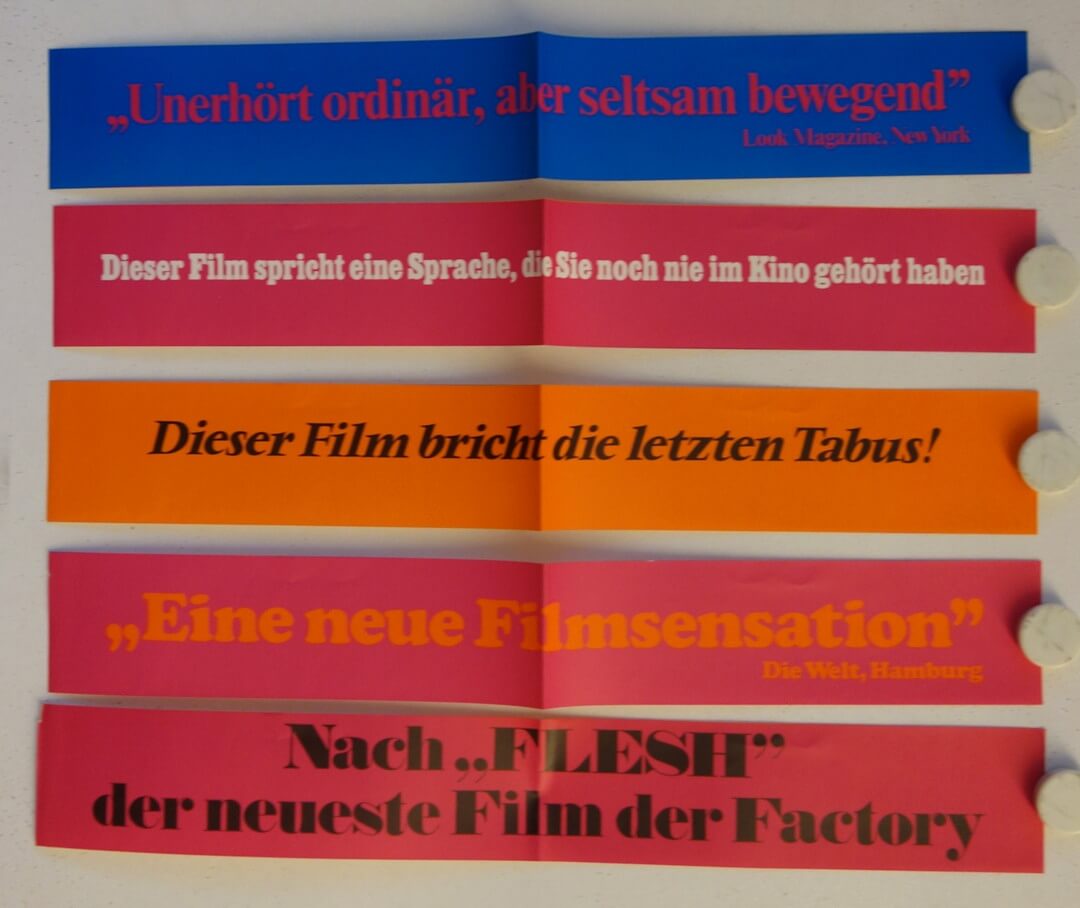 „Unerhört ordinär, aber seltsam bewegend”
Look Magazine, New York
Dieser Film spricht eine Sprache, die Sie noch nie im Kino gehört haben
Dieser Film bricht die letzten Tabus!
„Eine neue Filmsensation”
Die Welt, Hamburg
Nach „FLESH”
der neueste Film der Factory